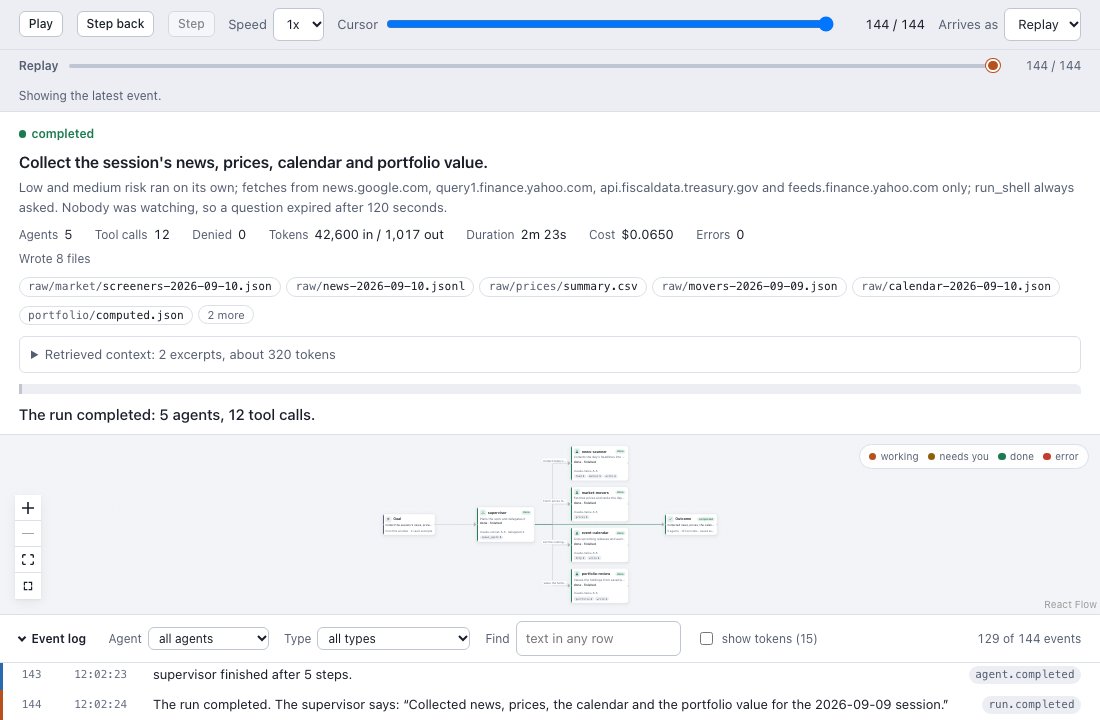 Play Step back Step Speed 1x Cursor 144 / 144 Arrives as Replay
Replay 144 / 144
Showing the latest event.
completed
Collect the session's news, prices, calendar and portfolio value.
Low and medium risk ran on its own; fetches from news.google.com, query1.finance.yahoo.com, api.fiscaldata.treasury.gov and feeds.finance.yahoo.com only; run_shell always
asked. Nobody was watching, so a question expired after 120 seconds.
Agents 5 Tool calls 12 Denied 0 Tokens 42,600 in / 1,017 out Duration 2m 23s Cost $0.0650 Errors 0
Wrote 8 files
raw/market/screeners-2026-09-10.json raw/news-2026-09-10.jsonl raw/prices/summary.csv raw/movers-2026-09-09.json raw/calendar-2026-09-10.json
portfolio/computed.json 2 more
Retrieved context: 2 excerpts, about 320 tokens
The run completed: 5 agents, 12 tool calls.
working needs you done error
Goal
supervisor
news-scanner
market-movers
event-calendar
portfolio-review
Outcome
React Flow
Event log Agent all agents Type all types Find text in any row show tokens (15) 129 of 144 events
143 12:02:23 supervisor finished after 5 steps. agent.completed
144 12:02:24 The run completed. The supervisor says: “Collected news, prices, the calendar and the portfolio value for the 2026-09-09 session.” run.completed